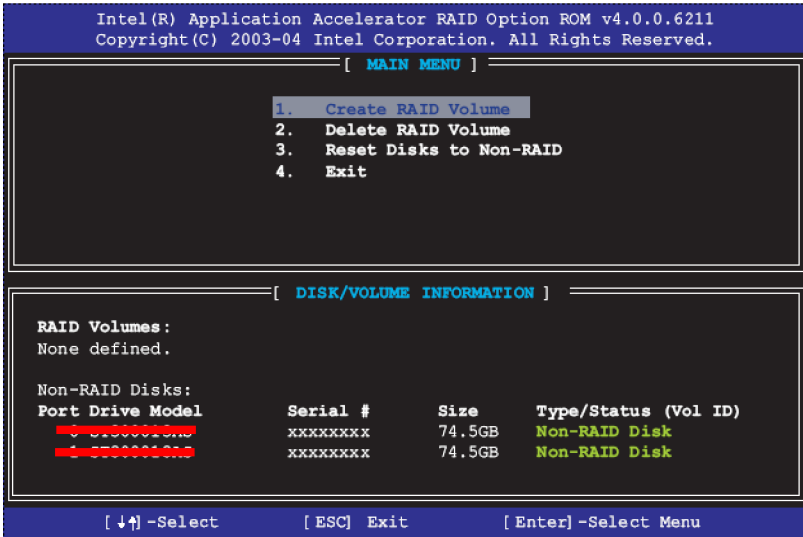 Intel(R) Application Accelerator RAID Option ROM v4.0.0.6211
Copyright(C) 2003-04 Intel Corporation. All Rights Reserved.
[ MAIN MENU ]
1. Create RAID Volume
2. Delete RAID Volume
3. Reset Disks to Non-RAID
4. Exit
[ DISK/VOLUME INFORMATION ]
RAID Volumes:
None defined.
Non-RAID Disks:
Port Drive Model Serial # Size Type/Status (Vol ID)
xxxxxxxx 74.5GB Non-RAID Disk
xxxxxxxx 74.5GB Non-RAID Disk
[↓↑]-Select [ESC] Exit [Enter]-Select Menu